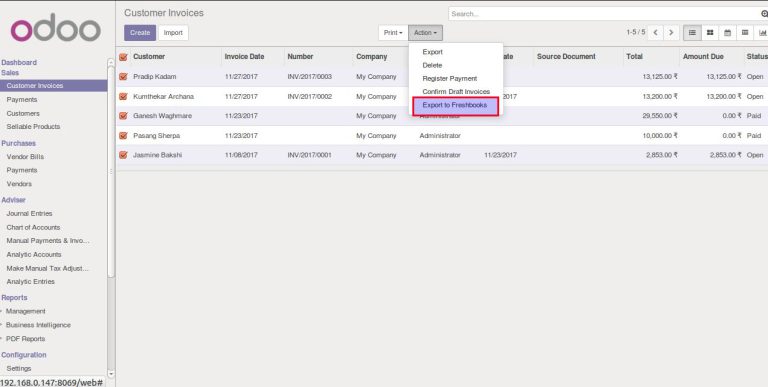 odoo
Customer Invoices
Search...
Create Import
Print Action
1-5 / 5
Export
Delete
Register Payment
Confirm Draft Invoices
Export to Freshbooks
Dashboard
Sales
Customer Invoices
Payments
Customers
Sellable Products
Purchases
Vendor Bills
Payments
Vendors
Adviser
Journal Entries
Chart of Accounts
Manual Payments & Invo...
Analytic Accounts
Make Manual Tax Adjust...
Analytic Entries
Reports
Management
Business Intelligence
PDF Reports
Configuration
Settings
192.168.0.147:8069/web#
Customer Invoice Date Number Company Date Source Document Total Amount Due Status
Pradip Kadam 11/27/2017 INV/2017/0003 My Company 13,125.00 ₹ 13,125.00 ₹ Open
Kumthekar Archana 11/27/2017 INV/2017/0002 My Company 2017 13,200.00 ₹ 13,200.00 ₹ Open
Ganesh Waghmare 11/23/2017 My Company Administrator 29,550.00 ₹ 0.00 ₹ Paid
Pasang Sherpa 11/23/2017 My Company Administrator 10,000.00 ₹ 0.00 ₹ Paid
Jasmine Bakshi 11/08/2017 INV/2017/0001 My Company Administrator 11/23/2017 2,853.00 ₹ 2,853.00 ₹ Open